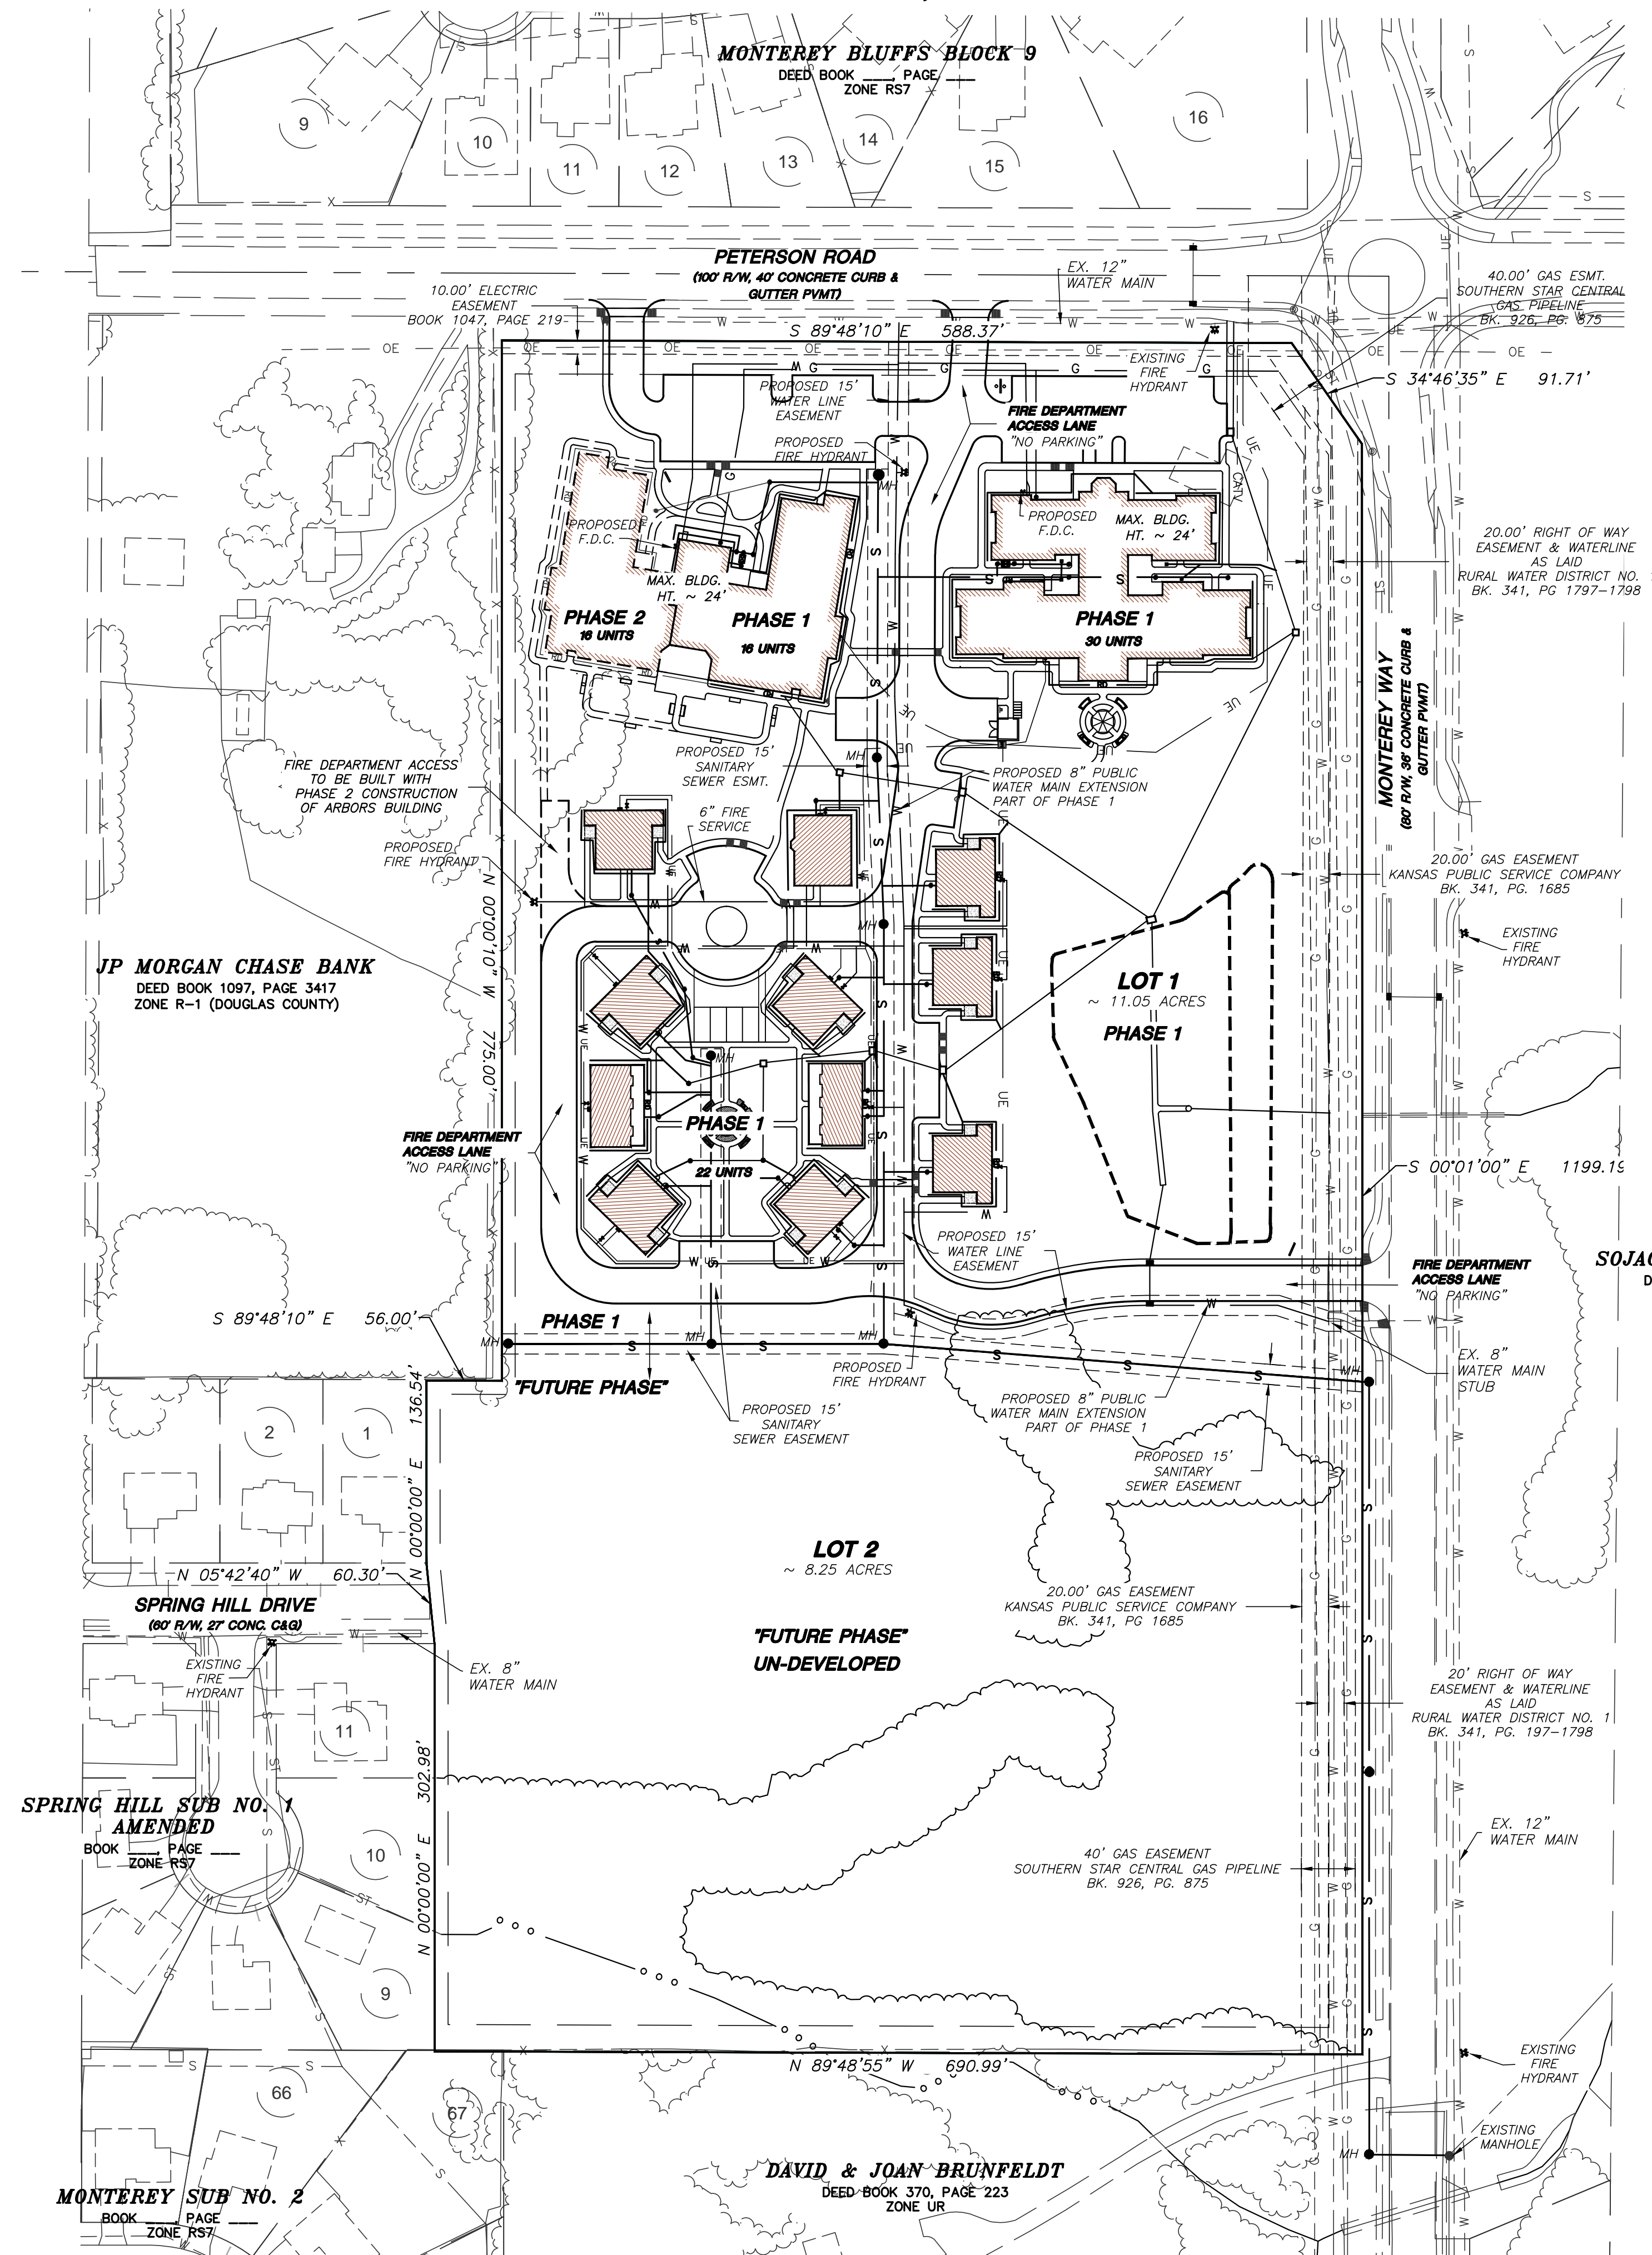 MONTEREY BLUFFS BLOCK 9
DEED BOOK ___, PAGE ___
ZONE RS7
9
10
11
12
13
14
15
16
PETERSON ROAD
(100' R/W, 40' CONCRETE CURB &
GUTTER PVMT)
EX. 12"
WATER MAIN
40.00' GAS ESMT.
SOUTHERN STAR CENTRAL
GAS PIPELINE
BK. 926, PG. 875
10.00' ELECTRIC
EASEMENT
BOOK 1047, PAGE 219
S 89°48'10" E 588.37'
S 34°46'35" E 91.71'
EXISTING
FIRE
HYDRANT
PROPOSED 15'
WATER LINE
EASEMENT
FIRE DEPARTMENT
ACCESS LANE
"NO PARKING"
PROPOSED
FIRE HYDRANT
MH
CATV
PROPOSED
F.D.C.
MAX. BLDG.
HT. ~ 24'
PROPOSED
F.D.C.
MAX. BLDG.
HT. ~ 24'
PHASE 2
16 UNITS
PHASE 1
16 UNITS
PHASE 1
30 UNITS
20.00' RIGHT OF WAY
EASEMENT & WATERLINE
AS LAID
RURAL WATER DISTRICT NO.
BK. 341, PG 1797-1798
MONTEREY WAY
(80' R/W, 36' CONCRETE CURB &
GUTTER PVMT)
PROPOSED 15'
SANITARY
SEWER ESMT.
MH
PROPOSED 8" PUBLIC
WATER MAIN EXTENSION
PART OF PHASE 1
FIRE DEPARTMENT ACCESS
TO BE BUILT WITH
PHASE 2 CONSTRUCTION
OF ARBORS BUILDING
6" FIRE
SERVICE
PROPOSED
FIRE HYDRANT
20.00' GAS EASEMENT
KANSAS PUBLIC SERVICE COMPANY
BK. 341, PG. 1685
EXISTING
FIRE
HYDRANT
N 00°00'10" W 775.00'
MH
JP MORGAN CHASE BANK
DEED BOOK 1097, PAGE 3417
ZONE R-1 (DOUGLAS COUNTY)
LOT 1
~ 11.05 ACRES
PHASE 1
MH
PHASE 1
22 UNITS
FIRE DEPARTMENT
ACCESS LANE
"NO PARKING"
S 00°01'00" E 1199.19
PROPOSED 15'
WATER LINE
EASEMENT
FIRE DEPARTMENT
ACCESS LANE
"NO PARKING"
SOJAC
D
S 89°48'10" E 56.00'
PHASE 1
MH
MH
MH
MH
"FUTURE PHASE"
PROPOSED
FIRE HYDRANT
EX. 8"
WATER MAIN
STUB
PROPOSED 15'
SANITARY
SEWER EASEMENT
PROPOSED 8" PUBLIC
WATER MAIN EXTENSION
PART OF PHASE 1
PROPOSED 15'
SANITARY
SEWER EASEMENT
2
1
N 00°00'00" E 136.54'
LOT 2
~ 8.25 ACRES
N 05°42'40" W 60.30'
SPRING HILL DRIVE
(60' R/W, 27' CONC. C&G)
20.00' GAS EASEMENT
KANSAS PUBLIC SERVICE COMPANY
BK. 341, PG 1685
"FUTURE PHASE"
UN-DEVELOPED
EXISTING
FIRE
HYDRANT
EX. 8"
WATER MAIN
20' RIGHT OF WAY
EASEMENT & WATERLINE
AS LAID
RURAL WATER DISTRICT NO. 1
BK. 341, PG. 197-1798
11
N 00°00'00" E 302.98'
SPRING HILL SUB NO. 1
AMENDED
BOOK ___, PAGE ___
ZONE RS7
10
EX. 12"
WATER MAIN
40' GAS EASEMENT
SOUTHERN STAR CENTRAL GAS PIPELINE
BK. 926, PG. 875
9
N 89°48'55" W 690.99'
EXISTING
FIRE
HYDRANT
66
67
EXISTING
MANHOLE
MH
DAVID & JOAN BRUNFELDT
DEED BOOK 370, PAGE 223
ZONE UR
MONTEREY SUB NO. 2
BOOK ___, PAGE ___
ZONE RS7